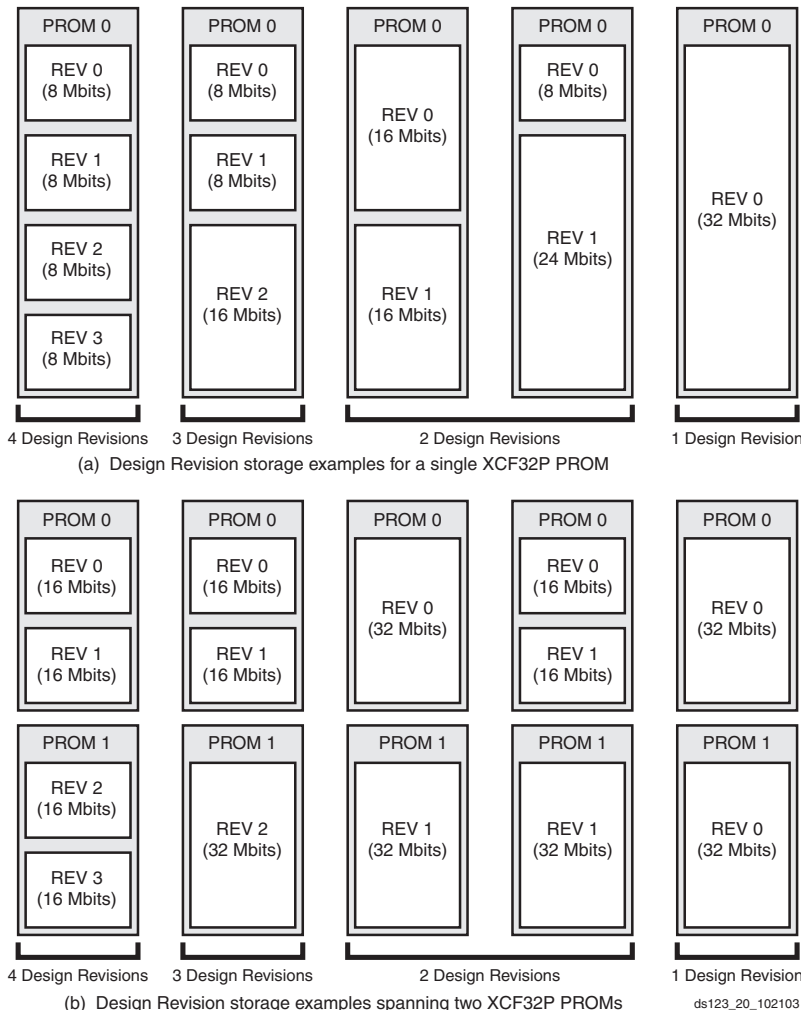 PROM 0
REV 0
(8 Mbits)
REV 1
(8 Mbits)
REV 2
(8 Mbits)
REV 3
(8 Mbits)
PROM 0
REV 0
(8 Mbits)
REV 1
(8 Mbits)
REV 2
(16 Mbits)
PROM 0
REV 0
(16 Mbits)
REV 1
(16 Mbits)
PROM 0
REV 0
(8 Mbits)
REV 1
(24 Mbits)
PROM 0
REV 0
(32 Mbits)
4 Design Revisions
3 Design Revisions
2 Design Revisions
1 Design Revision
(a) Design Revision storage examples for a single XCF32P PROM
PROM 0
REV 0
(16 Mbits)
REV 1
(16 Mbits)
PROM 0
REV 0
(16 Mbits)
REV 1
(16 Mbits)
PROM 0
REV 0
(32 Mbits)
PROM 0
REV 0
(16 Mbits)
REV 1
(16 Mbits)
PROM 0
REV 0
(32 Mbits)
PROM 1
REV 2
(16 Mbits)
REV 3
(16 Mbits)
PROM 1
REV 2
(32 Mbits)
PROM 1
REV 1
(32 Mbits)
PROM 1
REV 1
(32 Mbits)
PROM 1
REV 0
(32 Mbits)
4 Design Revisions
3 Design Revisions
2 Design Revisions
1 Design Revision
(b) Design Revision storage examples spanning two XCF32P PROMs
ds123_20_102103